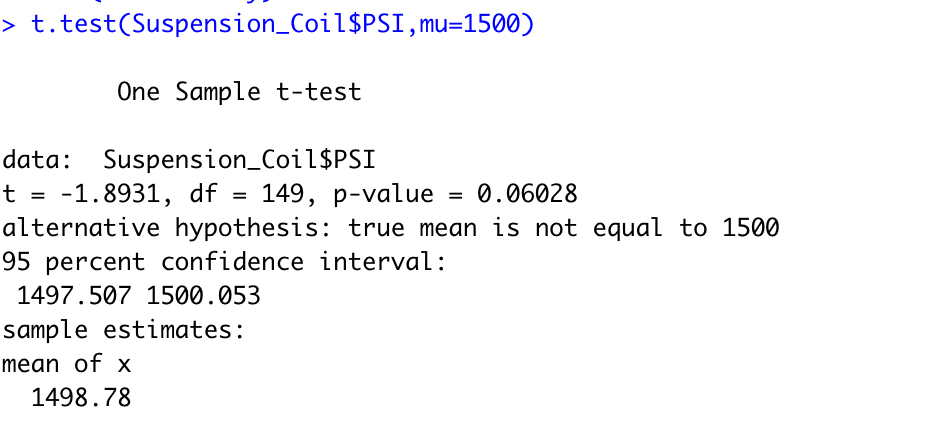 > t.test(Suspension_Coil$PSI,mu=1500)
One Sample t-test
data:  Suspension_Coil$PSI
t = -1.8931, df = 149, p-value = 0.06028
alternative hypothesis: true mean is not equal to 1500
95 percent confidence interval:
1497.507 1500.053
sample estimates:
mean of x
1498.78